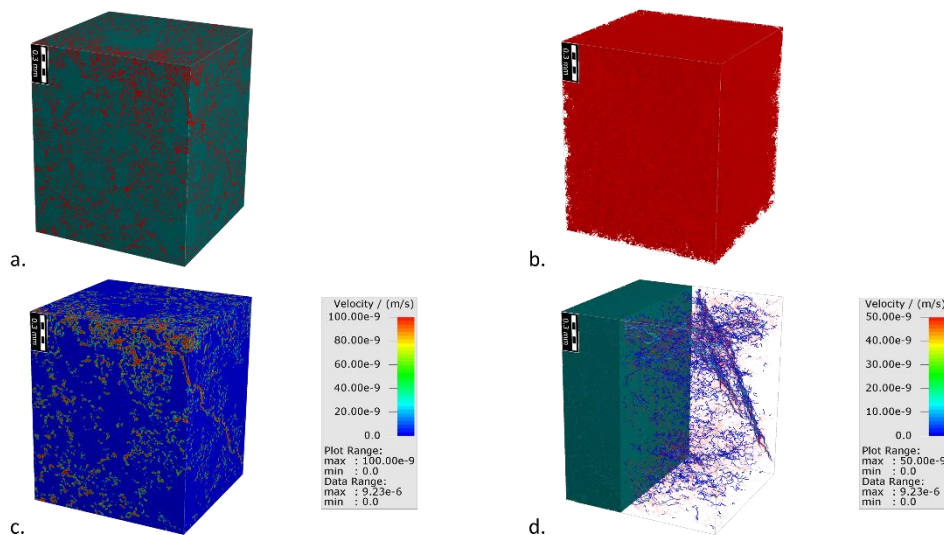 0.3 mm
0.3 mm
a.
b.
0.3 mm
Velocity / (m/s)
100.00e-9
80.00e-9
60.00e-9
40.00e-9
20.00e-9
0.0
Plot Range:
max : 100.00e-9
min : 0.0
Data Range:
max : 9.23e-6
min : 0.0
c.
0.3 mm
Velocity / (m/s)
50.00e-9
40.00e-9
30.00e-9
20.00e-9
10.00e-9
0.0
Plot Range:
max : 50.00e-9
min : 0.0
Data Range:
max : 9.23e-6
min : 0.0
d.